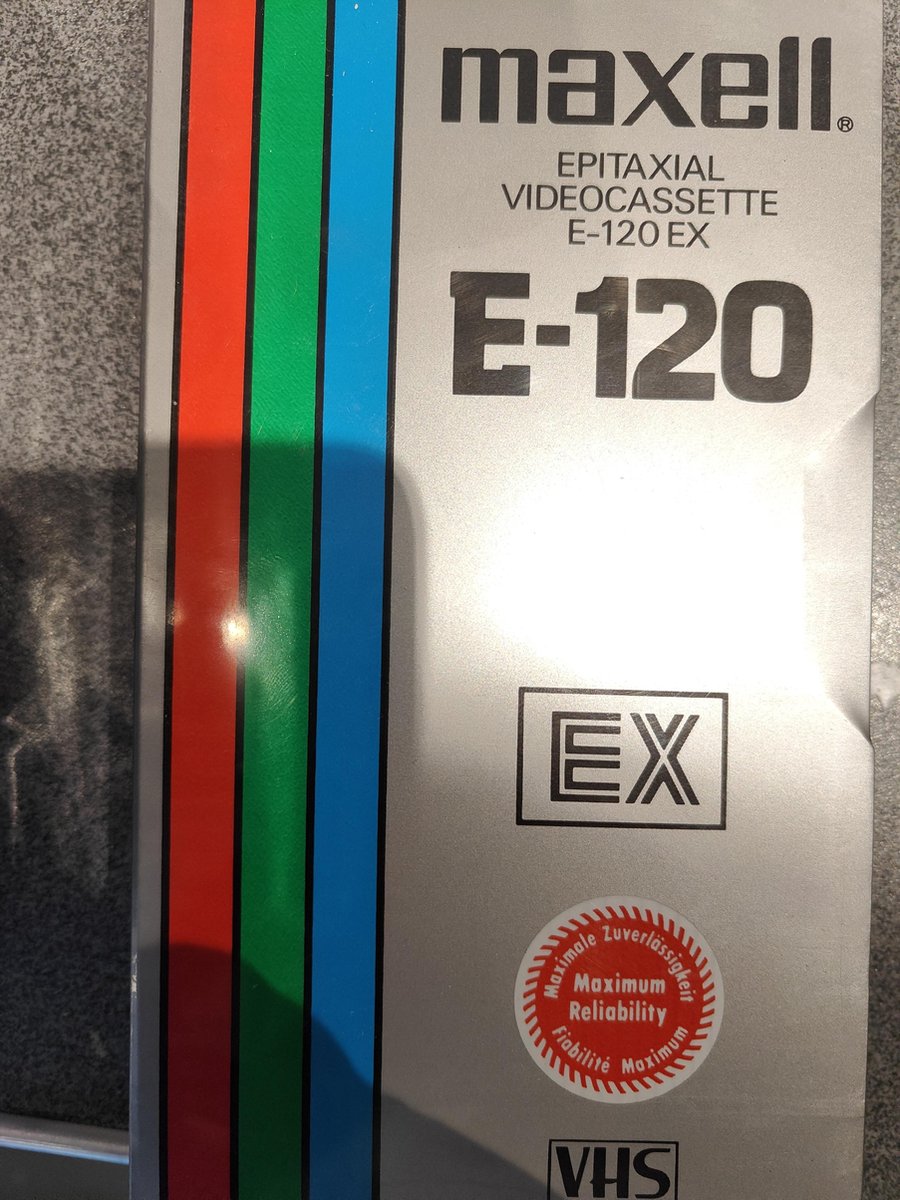 maxell®
EPITAXIAL
VIDEOCASSETTE
E-120 EX
E-120
EX
Maximale Zuverlässigkeit
Maximum
Reliability
Fiabilité Maximum
VHS